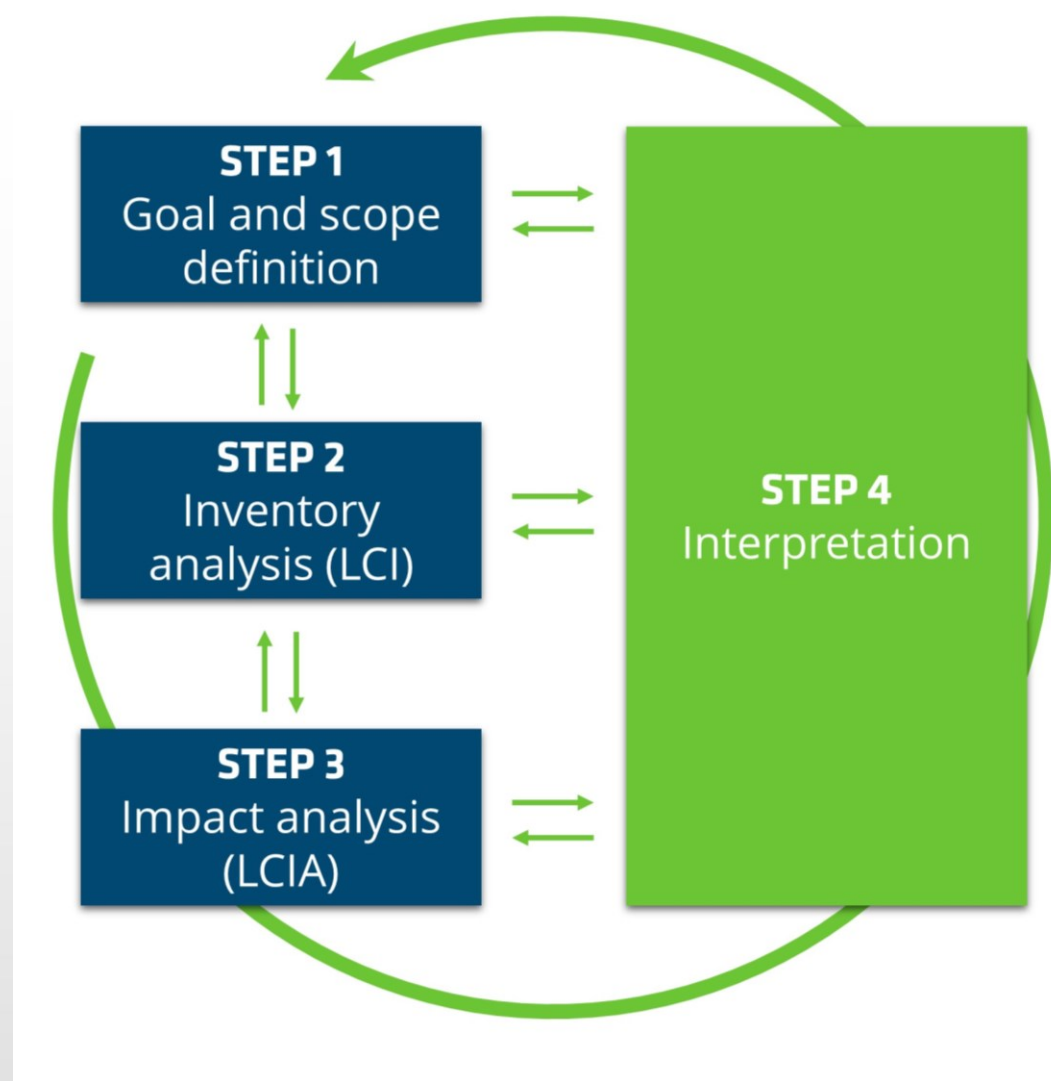 STEP 1
Goal and scope
definition
STEP 2
Inventory
analysis (LCI)
STEP 3
Impact analysis
(LCIA)
STEP 4
Interpretation